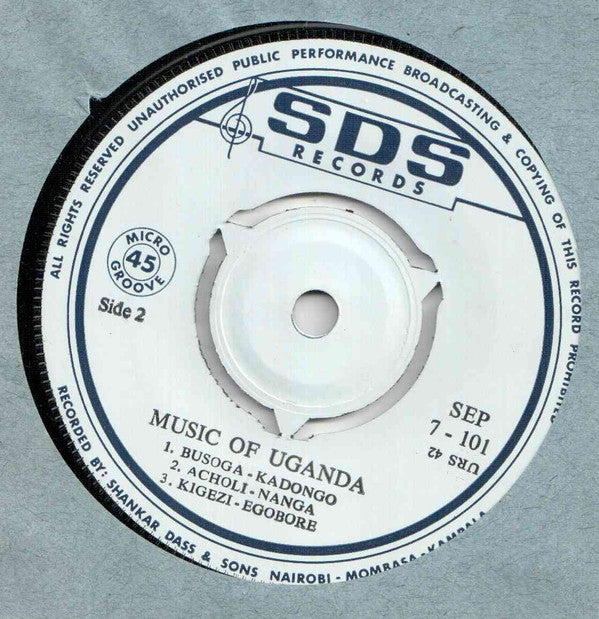 ALL RIGHTS RESERVED UNAUTHORISED PUBLIC PERFORMANCE BROADCASTING & COPYING OF THIS RECORD PROHIBITED
SDS
RECORDS
MICRO
45
GROOVE
Side 2
SEP
7 - 101
URS 42
MUSIC OF UGANDA
1. BUSOGA - KADONGO
2. ACHOLI - NANGA
3. KIGEZI - EGOBORE
RECORDED BY: SHANKAR DASS & SONS NAIROBI - MOMBASA - KAMPALA